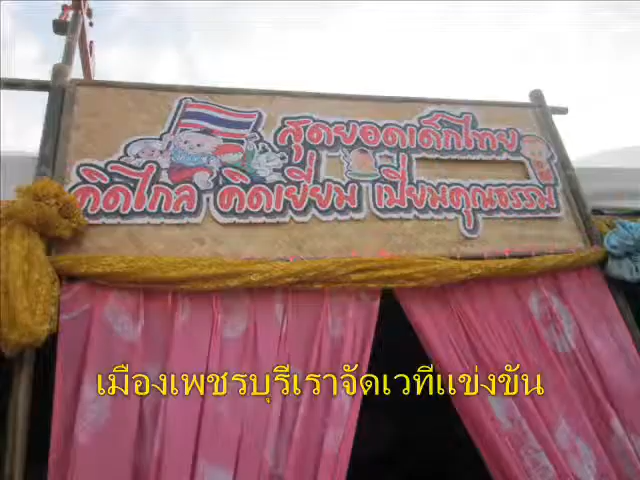 สุดยอดเด็กไทย
คิดไกล คิดเยี่ยม เปี่ยมคุณธรรม
เมืองเพชรบุรีเราจัดเวทีแข่งขัน